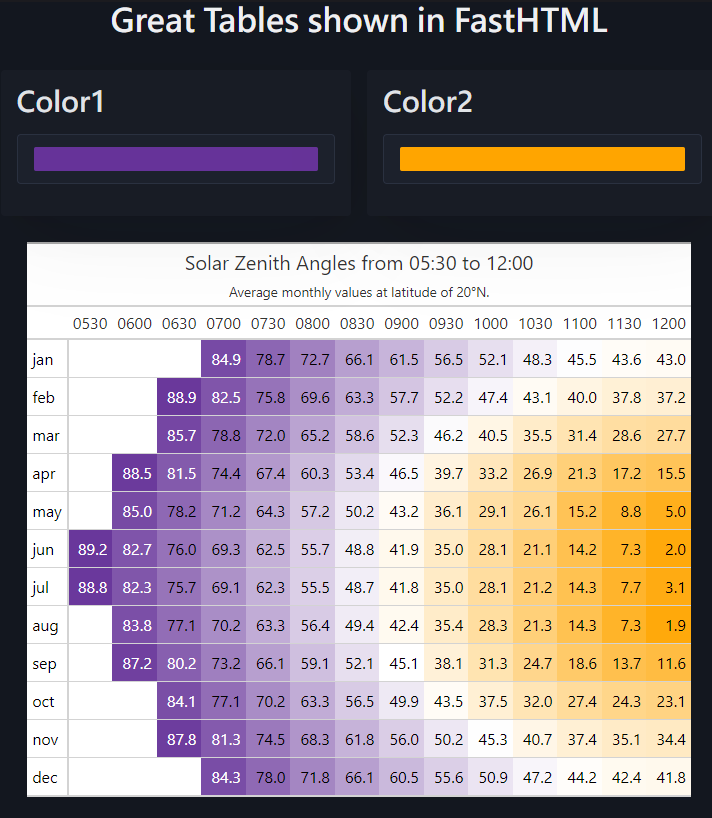 Great Tables shown in FastHTML
Color1
Color2
Solar Zenith Angles from 05:30 to 12:00
Average monthly values at latitude of 20°N.
0530 0600 0630 0700 0730 0800 0830 0900 0930 1000 1030 1100 1130 1200
jan 84.9 78.7 72.7 66.1 61.5 56.5 52.1 48.3 45.5 43.6 43.0
feb 88.9 82.5 75.8 69.6 63.3 57.7 52.2 47.4 43.1 40.0 37.8 37.2
mar 85.7 78.8 72.0 65.2 58.6 52.3 46.2 40.5 35.5 31.4 28.6 27.7
apr 88.5 81.5 74.4 67.4 60.3 53.4 46.5 39.7 33.2 26.9 21.3 17.2 15.5
may 85.0 78.2 71.2 64.3 57.2 50.2 43.2 36.1 29.1 26.1 15.2 8.8 5.0
jun 89.2 82.7 76.0 69.3 62.5 55.7 48.8 41.9 35.0 28.1 21.1 14.2 7.3 2.0
jul 88.8 82.3 75.7 69.1 62.3 55.5 48.7 41.8 35.0 28.1 21.2 14.3 7.7 3.1
aug 83.8 77.1 70.2 63.3 56.4 49.4 42.4 35.4 28.3 21.3 14.3 7.3 1.9
sep 87.2 80.2 73.2 66.1 59.1 52.1 45.1 38.1 31.3 24.7 18.6 13.7 11.6
oct 84.1 77.1 70.2 63.3 56.5 49.9 43.5 37.5 32.0 27.4 24.3 23.1
nov 87.8 81.3 74.5 68.3 61.8 56.0 50.2 45.3 40.7 37.4 35.1 34.4
dec 84.3 78.0 71.8 66.1 60.5 55.6 50.9 47.2 44.2 42.4 41.8